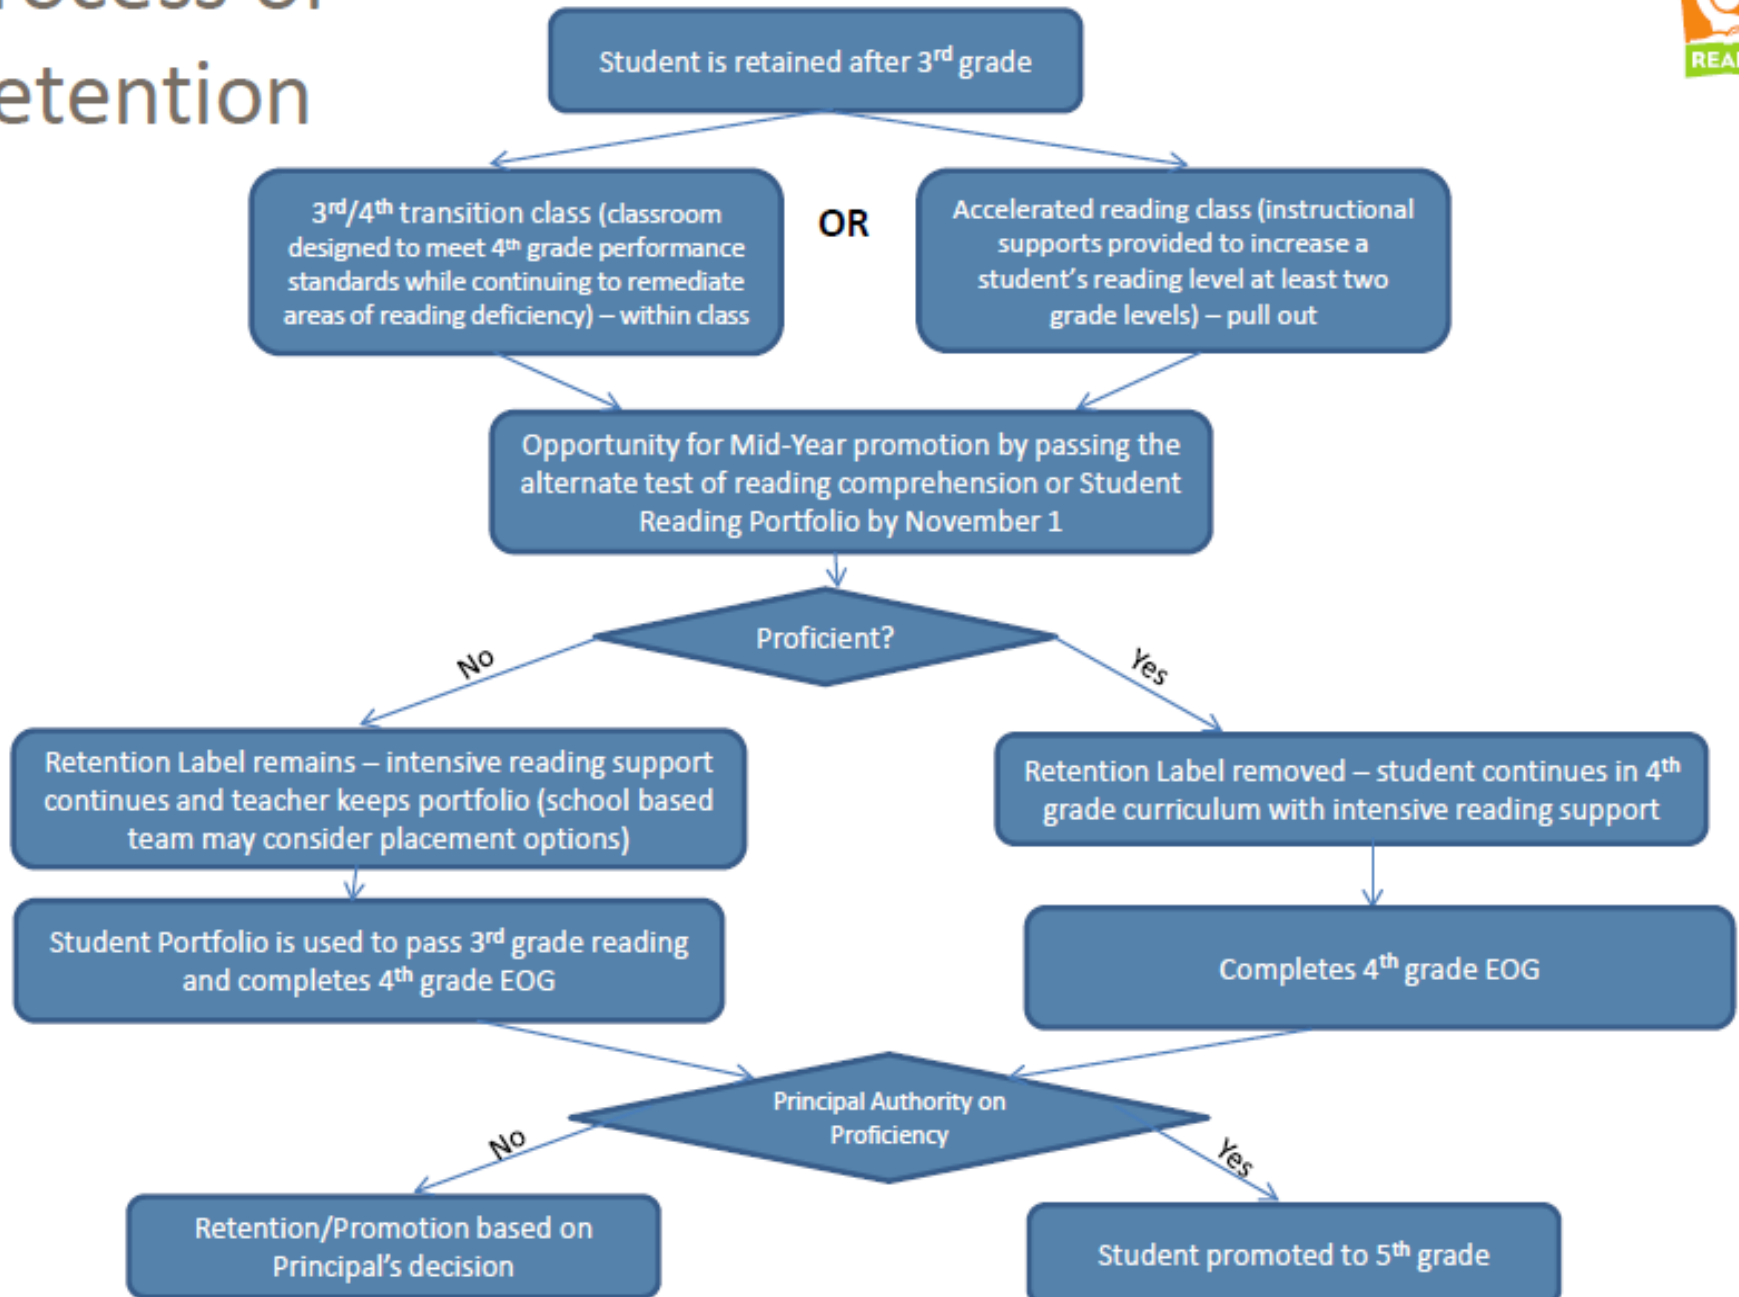 etention
Student is retained after 3rd grade
READ
3rd/4th transition class (classroom
designed to meet 4th grade performance
standards while continuing to remediate
areas of reading deficiency) – within class
OR
Accelerated reading class (instructional
supports provided to increase a
student's reading level at least two
grade levels) – pull out
Opportunity for Mid-Year promotion by passing the
alternate test of reading comprehension or Student
Reading Portfolio by November 1
Proficient?
No
Yes
Retention Label remains – intensive reading support
continues and teacher keeps portfolio (school based
team may consider placement options)
Retention Label removed – student continues in 4th
grade curriculum with intensive reading support
Student Portfolio is used to pass 3rd grade reading
and completes 4th grade EOG
Completes 4th grade EOG
Principal Authority on
Proficiency
No
Yes
Retention/Promotion based on
Principal's decision
Student promoted to 5th grade